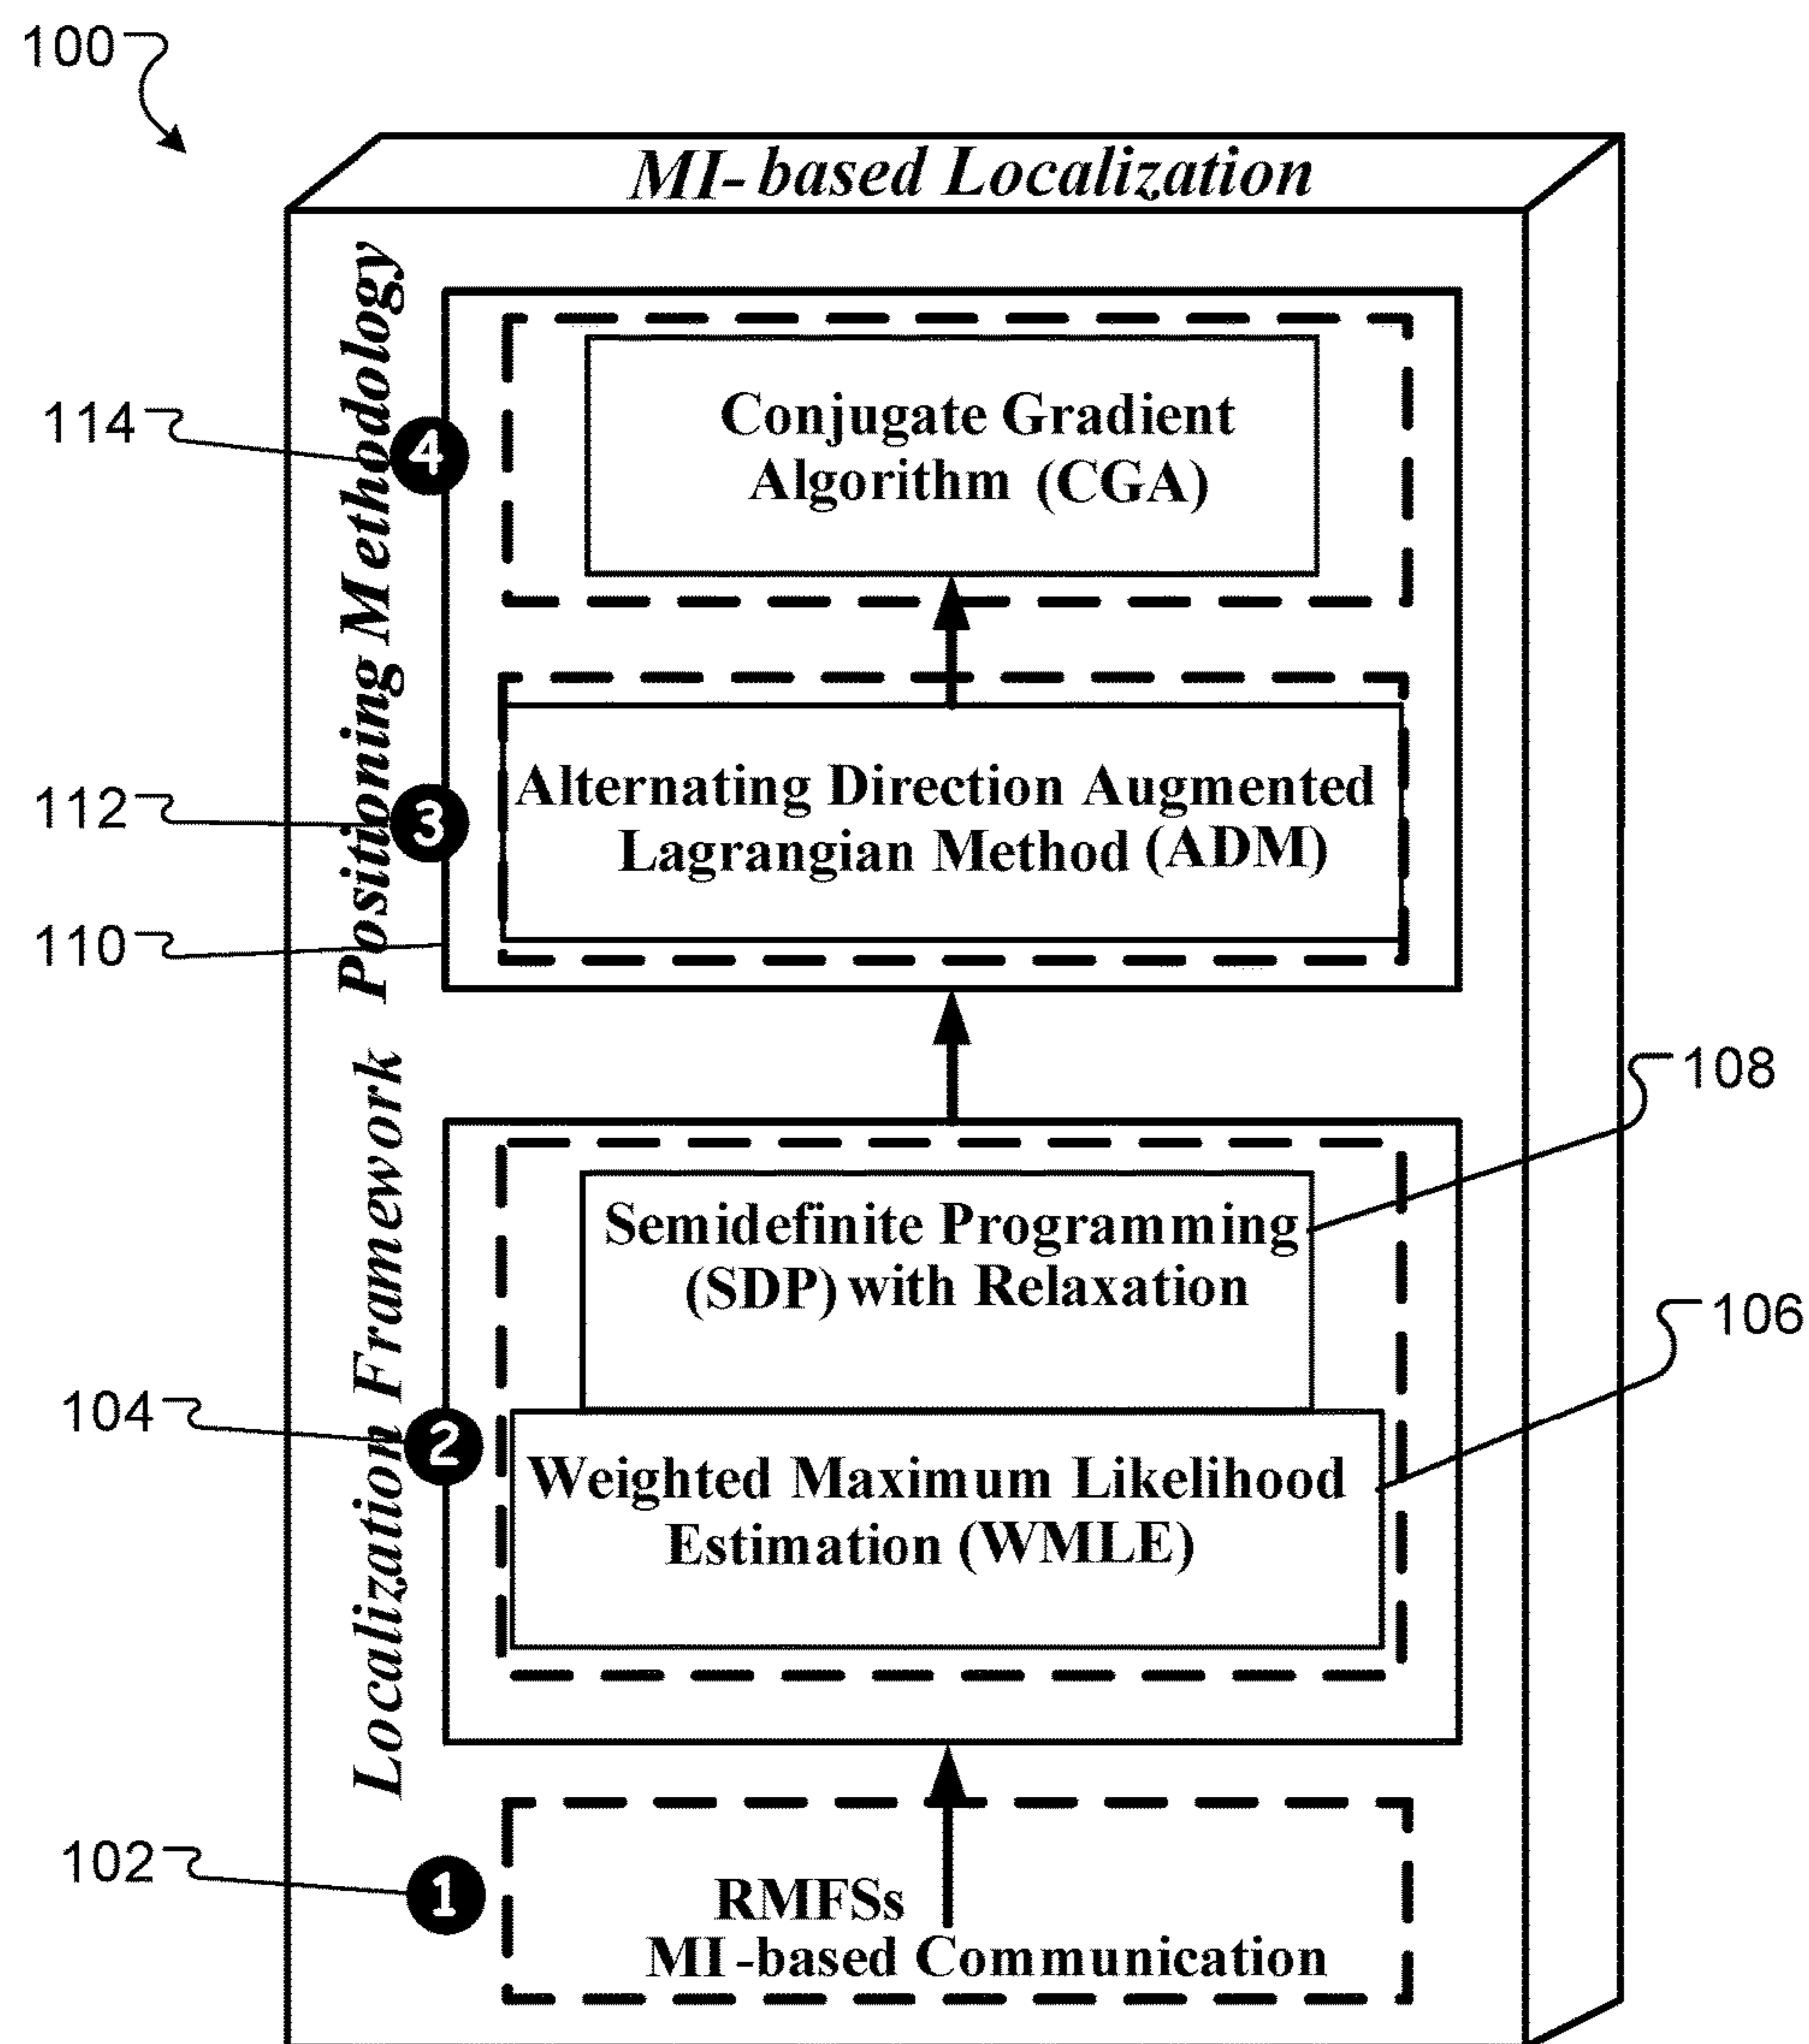 100
MI-based Localization
Positioning Methodology
114
4
Conjugate Gradient
Algorithm (CGA)
112
3
Alternating Direction Augmented
Lagrangian Method (ADM)
110
Localization Framework
108
Semidefinite Programming
(SDP) with Relaxation
106
104
2
Weighted Maximum Likelihood
Estimation (WMLE)
102
1
RMFSs
MI-based Communication